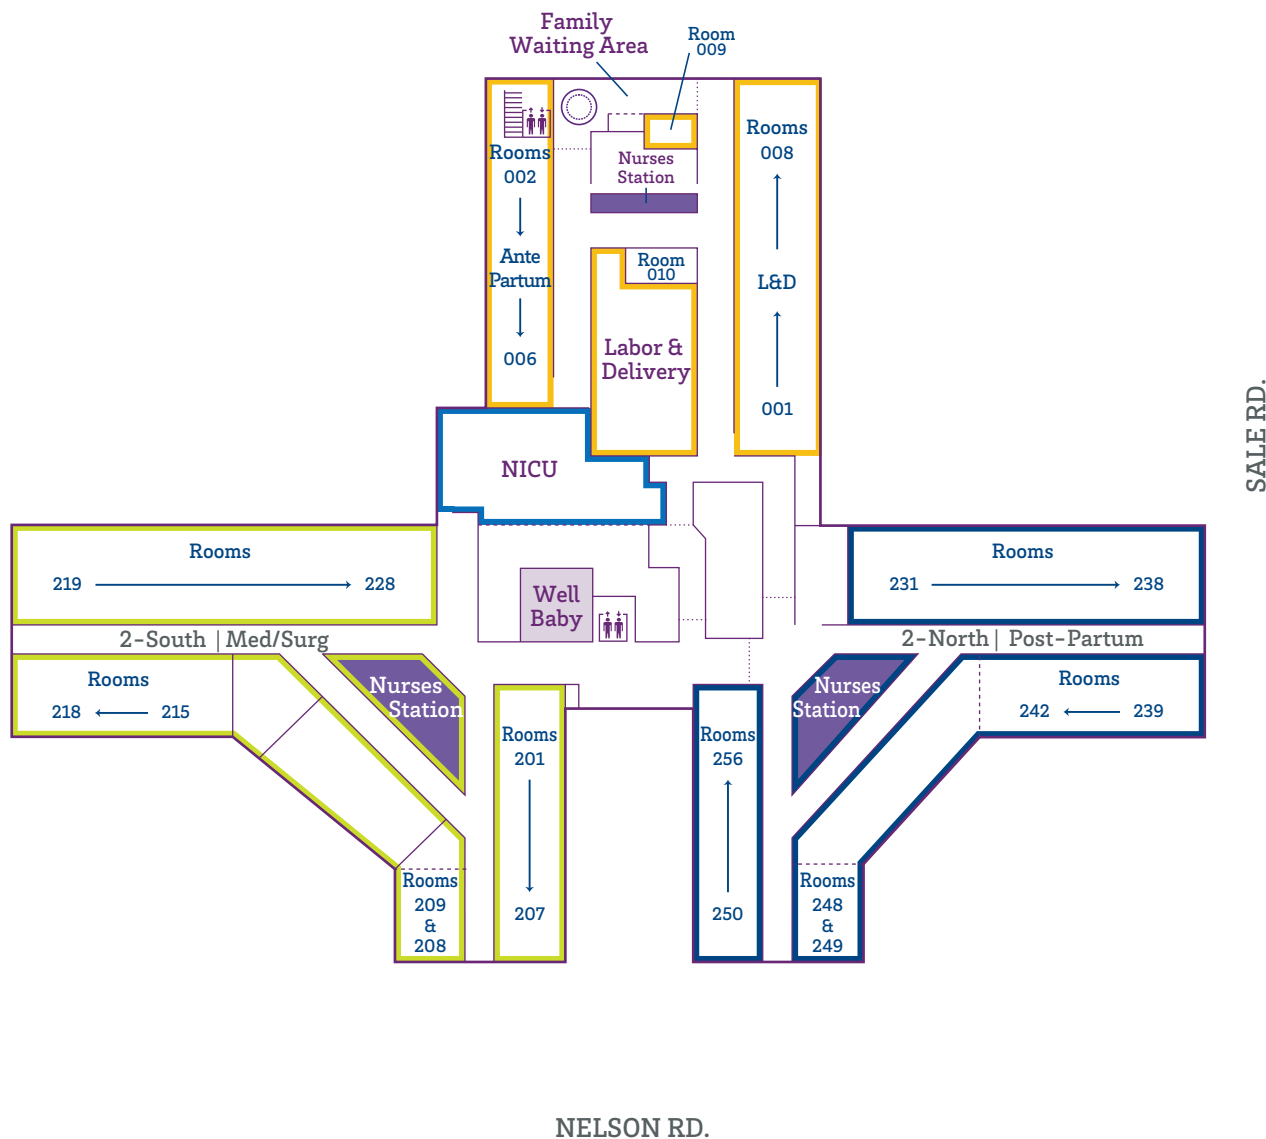 Family
Waiting Area
Room
009
Rooms
002
Ante
Partum
006
Nurses
Station
Rooms
008
L&D
001
Room
010
Labor &
Delivery
NICU
SALE RD.
Rooms
219
228
Well
Baby
Rooms
231
238
2-South | Med/Surg
2-North | Post-Partum
Rooms
218
215
Nurses
Station
Nurses
Station
Rooms
242
239
Rooms
201
207
Rooms
256
250
Rooms
209
&
208
Rooms
248
&
249
NELSON RD.